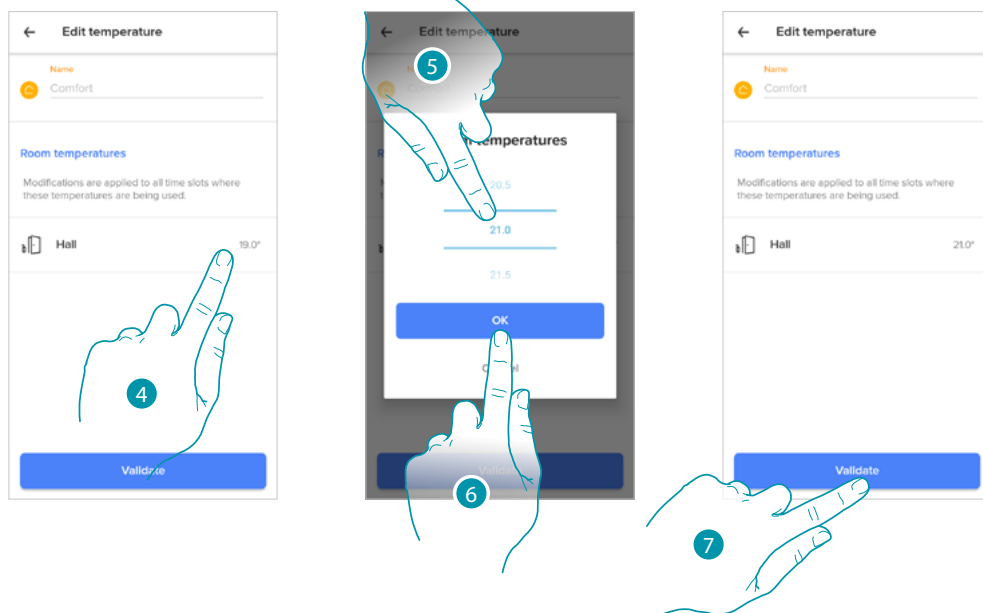 Edit temperature
Name
Comfort
Room temperatures
Modifications are applied to all time slots where
these temperatures are being used.
Hall 19.0°
4
Validate
Edit temperature
5
temperatures
20.5
21.0
21.5
OK
6
Edit temperature
Name
Comfort
Room temperatures
Modifications are applied to all time slots where
these temperatures are being used.
Hall 21.0°
Validate
7